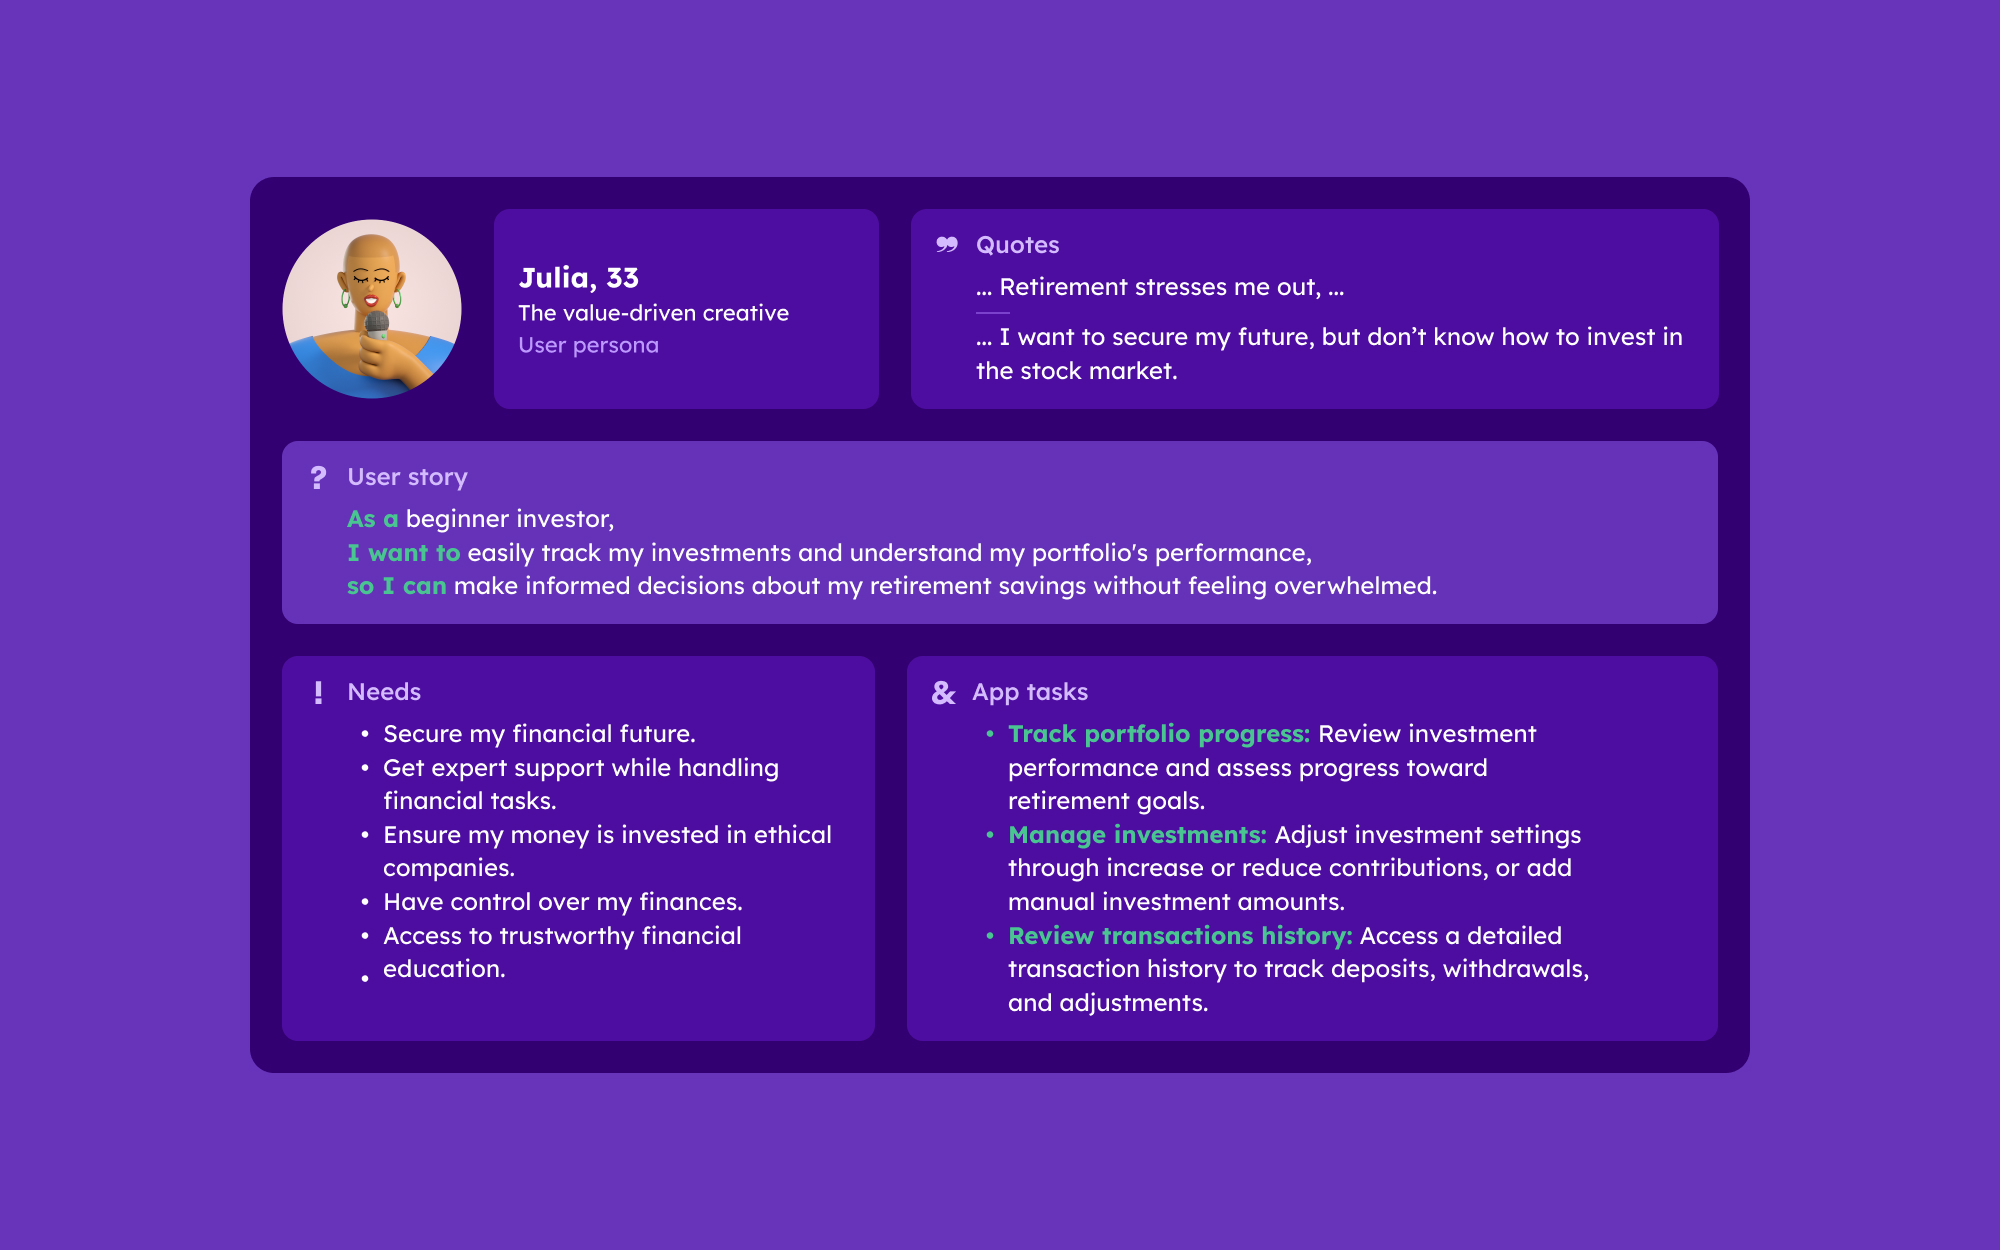 Julia, 33
The value-driven creative
User persona
❞ Quotes
... Retirement stresses me out, ...
... I want to secure my future, but don’t know how to invest in
the stock market.
? User story
As a beginner investor,
I want to easily track my investments and understand my portfolio's performance,
so I can make informed decisions about my retirement savings without feeling overwhelmed.
! Needs
• Secure my financial future.
• Get expert support while handling
financial tasks.
• Ensure my money is invested in ethical
companies.
• Have control over my finances.
• Access to trustworthy financial
• education.
& App tasks
• Track portfolio progress: Review investment
performance and assess progress toward
retirement goals.
• Manage investments: Adjust investment settings
through increase or reduce contributions, or add
manual investment amounts.
• Review transactions history: Access a detailed
transaction history to track deposits, withdrawals,
and adjustments.